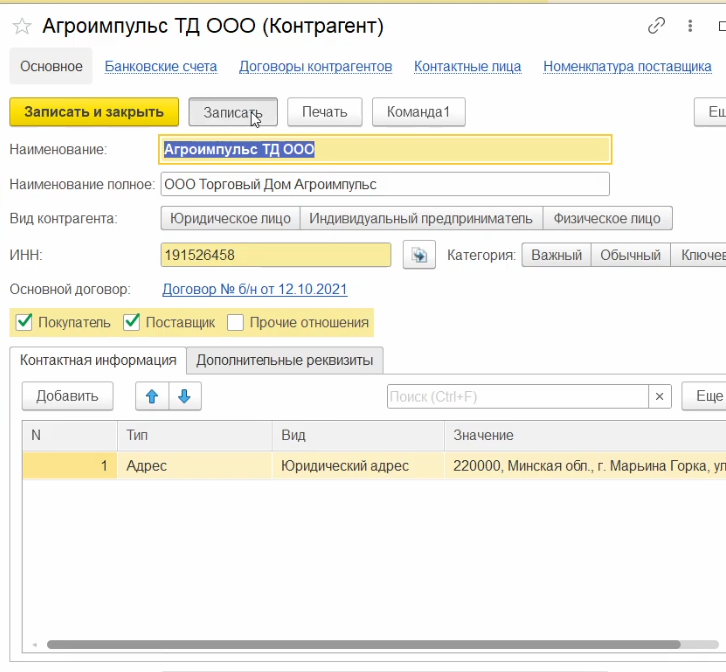 Агроимпульс ТД ООО (Контрагент)
Основное Банковские счета Договоры контрагентов Контактные лица Номенклатура поставщика
Записать и закрыть Записать Печать Команда1
Наименование: Агроимпульс ТД ООО
Наименование полное: ООО Торговый Дом Агроимпульс
Вид контрагента: Юридическое лицо Индивидуальный предприниматель Физическое лицо
ИНН: 191526458 Категория: Важный Обычный
Основной договор: Договор № б/н от 12.10.2021
Покупатель Поставщик Прочие отношения
Контактная информация Дополнительные реквизиты
Добавить Поиск (Ctrl+F) × Еще
N Тип Вид Значение
1 Адрес Юридический адрес 220000, Минская обл., г. Марьина Горка, ул